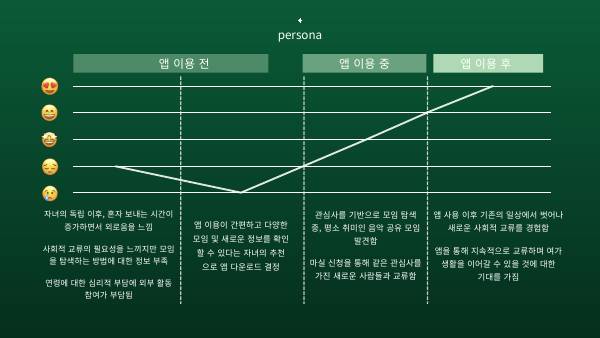 persona
앱 이용 전
앱 이용 중
앱 이용 후
자녀의 독립 이후, 혼자 보내는 시간이
증가하면서 외로움을 느낌
사회적 교류의 필요성을 느끼지만 모임
을 탐색하는 방법에 대한 정보 부족
연령에 대한 심리적 부담에 외부 활동
참여가 부담됨
앱 이용이 간편하고 다양한
모임 및 새로운 정보를 확인
할 수 있다는 자녀의 추천
으로 앱 다운로드 결정
관심사를 기반으로 모임 탐색
중, 평소 취미인 음악 공유 모임
발견함
마실 신청을 통해 같은 관심사를
가진 새로운 사람들과 교류함
앱 사용 이후 기존의 일상에서 벗어나
새로운 사회적 교류를 경험함
앱을 통해 지속적으로 교류하며 여가
생활을 이어갈 수 있을 것에 대한
기대를 가짐